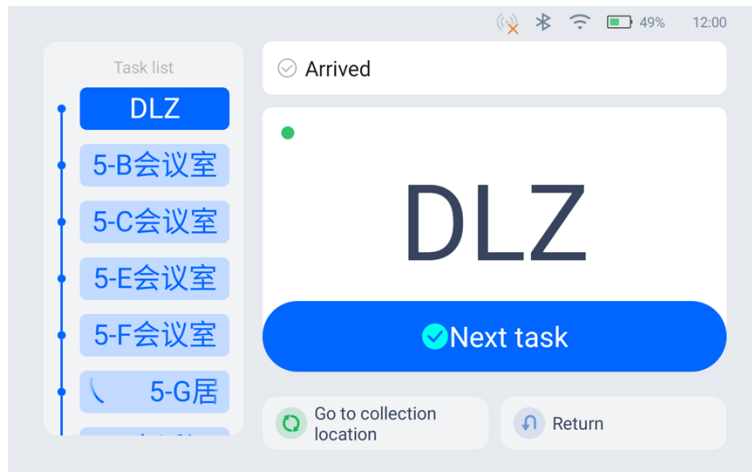 49% 12:00
Task list
DLZ
5-B会议室
5-C会议室
5-E会议室
5-F会议室
5-G居
Arrived
DLZ
Next task
Go to collection
location
Return